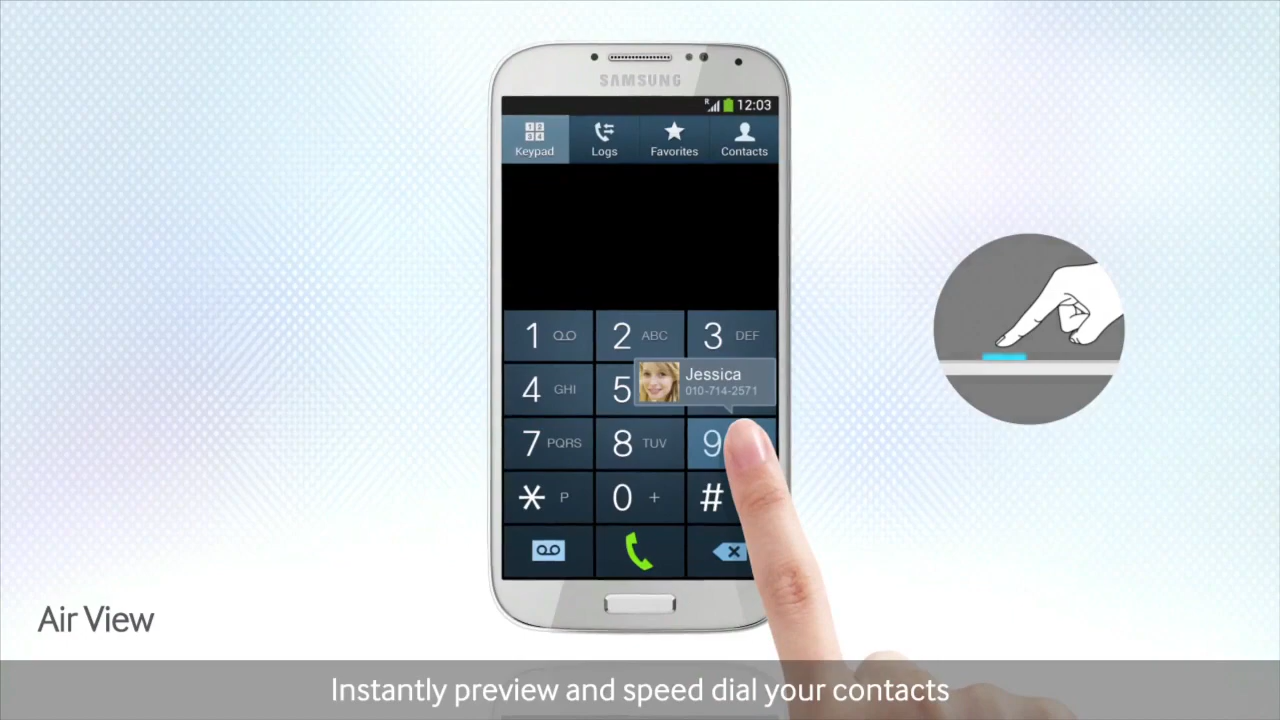 SAMSUNG
R 12:03
Keypad Logs Favorites Contacts
1 2 ABC 3 DEF
Jessica
010-714-2571
4 GHI 5
7 PQRS 8 TUV 9
* P 0 + #
Air View
Instantly preview and speed dial your contacts